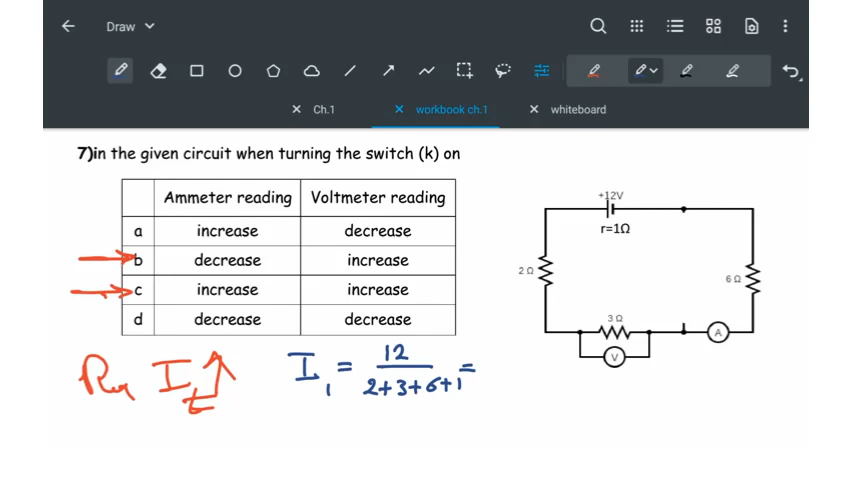 Draw
Ch.1 workbook ch.1 whiteboard
7)in the given circuit when turning the switch (k) on
Ammeter reading Voltmeter reading
a increase decrease
b decrease increase
c increase increase
d decrease decrease
+12V
r=1Ω
2 Ω
6 Ω
3 Ω
A
V
I t
I 1 = 12 / 2+3+6+1 =